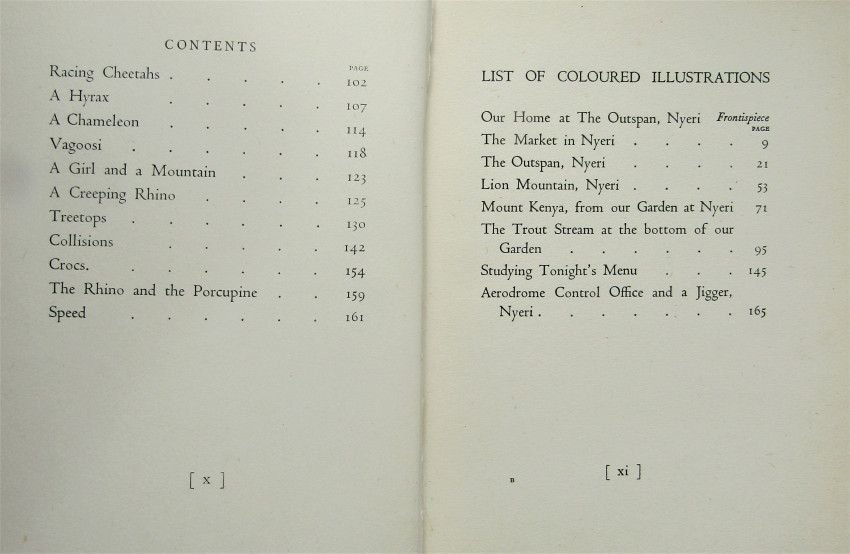 CONTENTS
PAGE
Racing Cheetahs . . . . . 102
A Hyrax . . . . . 107
A Chameleon . . . . . 114
Vagoosi . . . . . . 118
A Girl and a Mountain . . . 123
A Creeping Rhino . . . . 125
Treetops . . . . . . 130
Collisions . . . . . 142
Crocs. . . . . . . 154
The Rhino and the Porcupine . . 159
Speed . . . . . . 161
[ x ]
LIST OF COLOURED ILLUSTRATIONS
Our Home at The Outspan, Nyeri Frontispiece
PAGE
The Market in Nyeri . . . . 9
The Outspan, Nyeri . . . . 21
Lion Mountain, Nyeri . . . . 53
Mount Kenya, from our Garden at Nyeri 71
The Trout Stream at the bottom of our
Garden . . . . . 95
Studying Tonight's Menu . . . 145
Aerodrome Control Office and a Jigger,
Nyeri . . . . . . . 165
B
[ xi ]